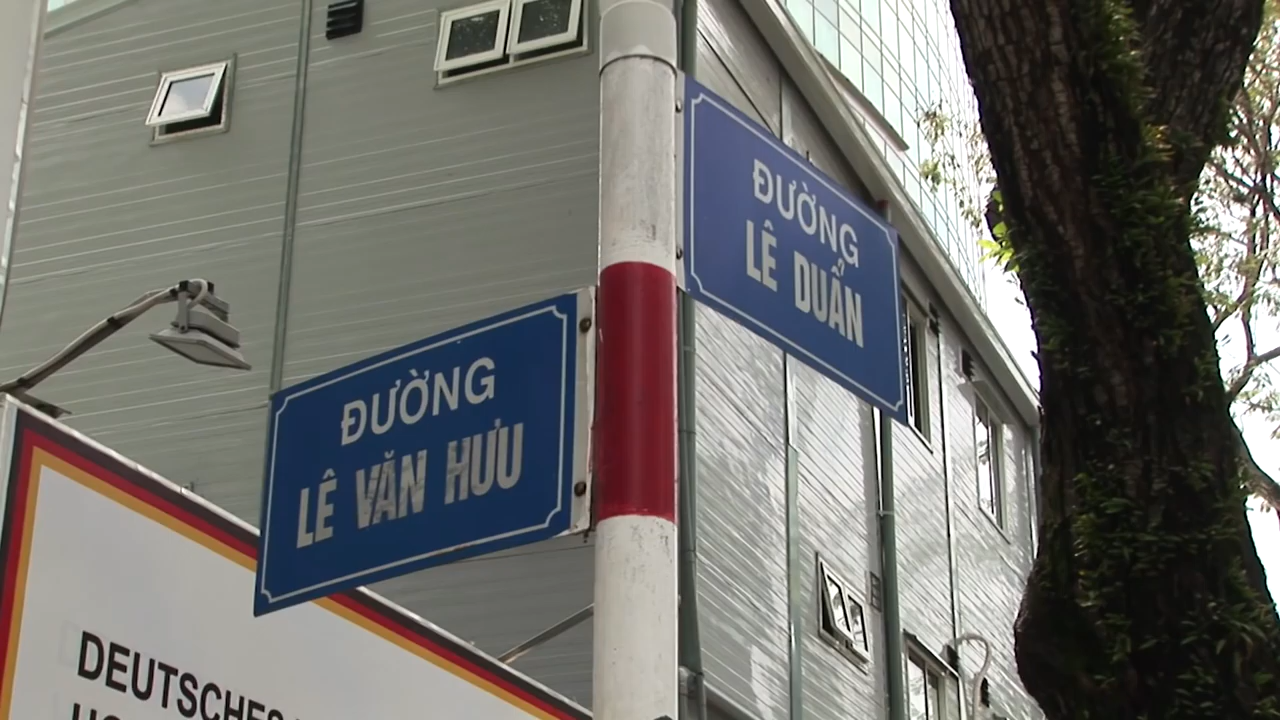 ĐƯỜNG
LÊ DUẨN
ĐƯỜNG
LÊ VĂN HƯU
DEUTSCHES